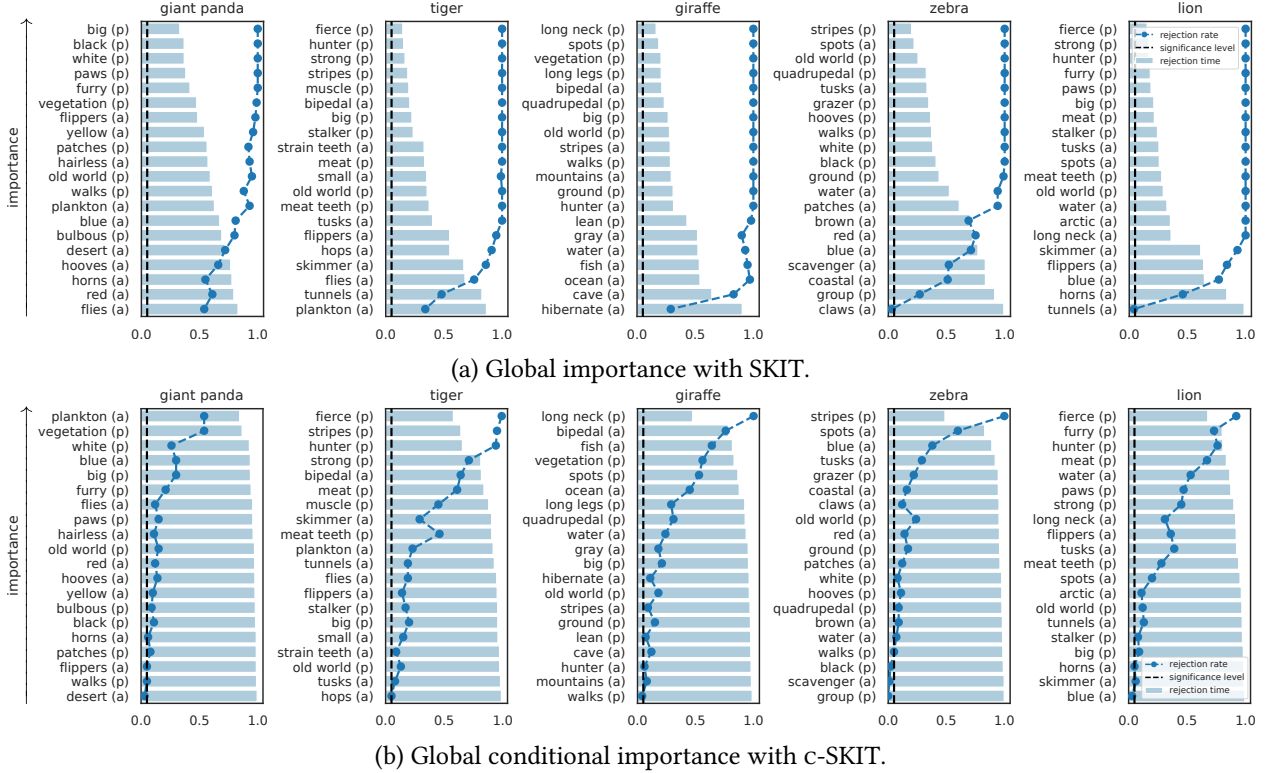 giant panda
tiger
giraffe
zebra
lion
importance
big (p)
black (p)
white (p)
paws (p)
furry (p)
vegetation (p)
flippers (a)
yellow (a)
patches (p)
hairless (a)
old world (p)
walks (p)
plankton (a)
blue (a)
bulbous (p)
desert (a)
hooves (a)
horns (a)
red (a)
flies (a)
0.0 0.5 1.0
fierce (p)
hunter (p)
strong (p)
stripes (p)
muscle (p)
bipedal (a)
big (p)
stalker (p)
strain teeth (a)
meat (p)
small (a)
old world (p)
meat teeth (p)
tusks (a)
flippers (a)
hops (a)
skimmer (a)
flies (a)
tunnels (a)
plankton (a)
0.0 0.5 1.0
long neck (p)
spots (p)
vegetation (p)
long legs (p)
bipedal (a)
quadrupedal (p)
big (p)
old world (p)
stripes (a)
walks (p)
mountains (a)
ground (p)
hunter (a)
lean (p)
gray (a)
water (a)
fish (a)
ocean (a)
cave (a)
hibernate (a)
0.0 0.5 1.0
stripes (p)
spots (a)
old world (p)
quadrupedal (p)
tusks (a)
grazer (p)
hooves (p)
walks (p)
white (p)
black (p)
ground (p)
water (a)
patches (a)
brown (a)
red (a)
blue (a)
scavenger (a)
coastal (a)
group (p)
claws (a)
0.0 0.5 1.0
fierce (p)
strong (p)
hunter (p)
furry (p)
paws (p)
big (p)
meat (p)
stalker (p)
tusks (a)
spots (a)
meat teeth (p)
old world (p)
water (a)
arctic (a)
long neck (a)
skimmer (a)
flippers (a)
blue (a)
horns (a)
tunnels (a)
0.0 0.5 1.0
rejection rate
significance level
rejection time
(a) Global importance with SKIT.
giant panda
tiger
giraffe
zebra
lion
importance
plankton (a)
vegetation (p)
white (p)
blue (a)
big (p)
furry (p)
flies (a)
paws (p)
hairless (a)
old world (p)
red (a)
hooves (a)
yellow (a)
bulbous (p)
black (p)
horns (a)
patches (p)
flippers (a)
walks (p)
desert (a)
0.0 0.5 1.0
fierce (p)
stripes (p)
hunter (p)
strong (p)
bipedal (a)
meat (p)
muscle (p)
skimmer (a)
meat teeth (p)
plankton (a)
tunnels (a)
flies (a)
flippers (a)
stalker (p)
big (p)
small (a)
strain teeth (a)
old world (p)
tusks (a)
hops (a)
0.0 0.5 1.0
long neck (p)
bipedal (a)
fish (a)
vegetation (p)
spots (p)
ocean (a)
long legs (p)
quadrupedal (p)
water (a)
gray (a)
big (p)
hibernate (a)
old world (p)
stripes (a)
ground (p)
lean (p)
cave (a)
hunter (a)
mountains (a)
walks (p)
0.0 0.5 1.0
stripes (p)
spots (a)
blue (a)
tusks (a)
grazer (p)
coastal (a)
claws (a)
old world (p)
red (a)
ground (p)
patches (a)
white (p)
hooves (p)
quadrupedal (p)
brown (a)
water (a)
walks (p)
black (p)
scavenger (a)
group (p)
0.0 0.5 1.0
fierce (p)
furry (p)
hunter (p)
meat (p)
water (a)
paws (p)
strong (p)
long neck (a)
flippers (a)
tusks (a)
meat teeth (p)
spots (a)
arctic (a)
old world (p)
tunnels (a)
stalker (p)
big (p)
horns (a)
skimmer (a)
blue (a)
0.0 0.5 1.0
rejection rate
significance level
rejection time
(b) Global conditional importance with C-SKIT.